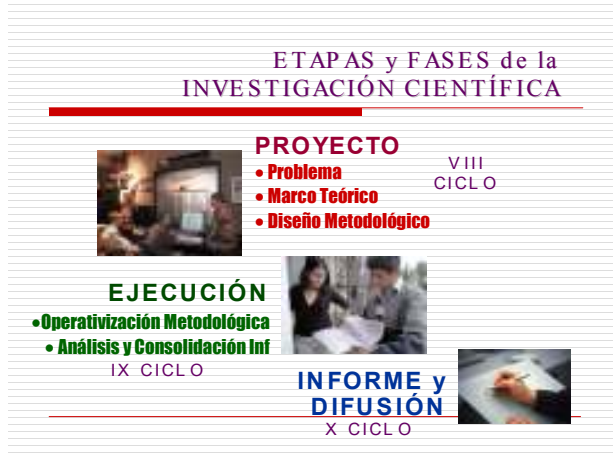 ETAPAS y FASES de la
INVESTIGACIÓN CIENTÍFICA
PROYECTO
• Problema
• Marco Teórico
• Diseño Metodológico
VIII
CICLO
EJECUCIÓN
•Operativización Metodológica
• Análisis y Consolidación Inf
IX CICLO
INFORME y
DIFUSIÓN
X CICLO